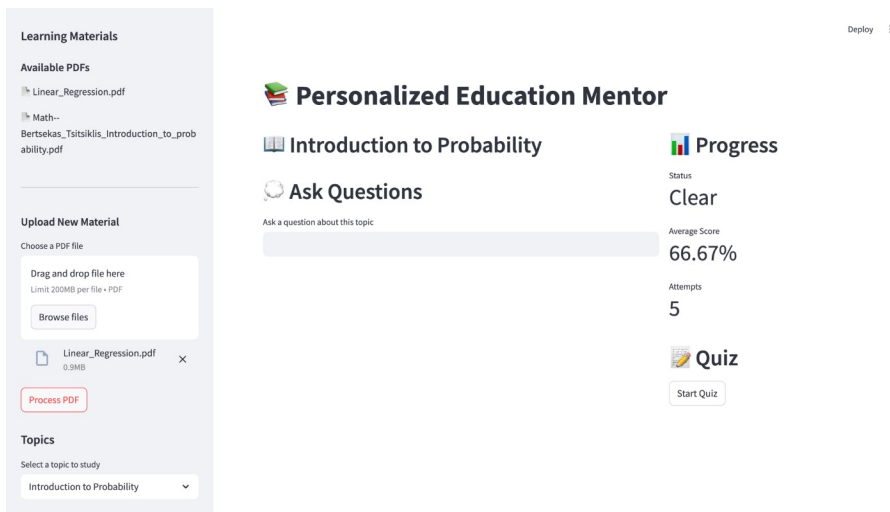 Learning Materials
Available PDFs
Linear_Regression.pdf
Math--
Bertsekas_Tsitsiklis_Introduction_to_prob
ability.pdf
Upload New Material
Choose a PDF file
Drag and drop file here
Limit 200MB per file • PDF
Browse files
Linear_Regression.pdf
0.9MB
Process PDF
Topics
Select a topic to study
Introduction to Probability
Deploy
Personalized Education Mentor
Introduction to Probability
Ask Questions
Ask a question about this topic
Progress
Status
Clear
Average Score
66.67%
Attempts
5
Quiz
Start Quiz